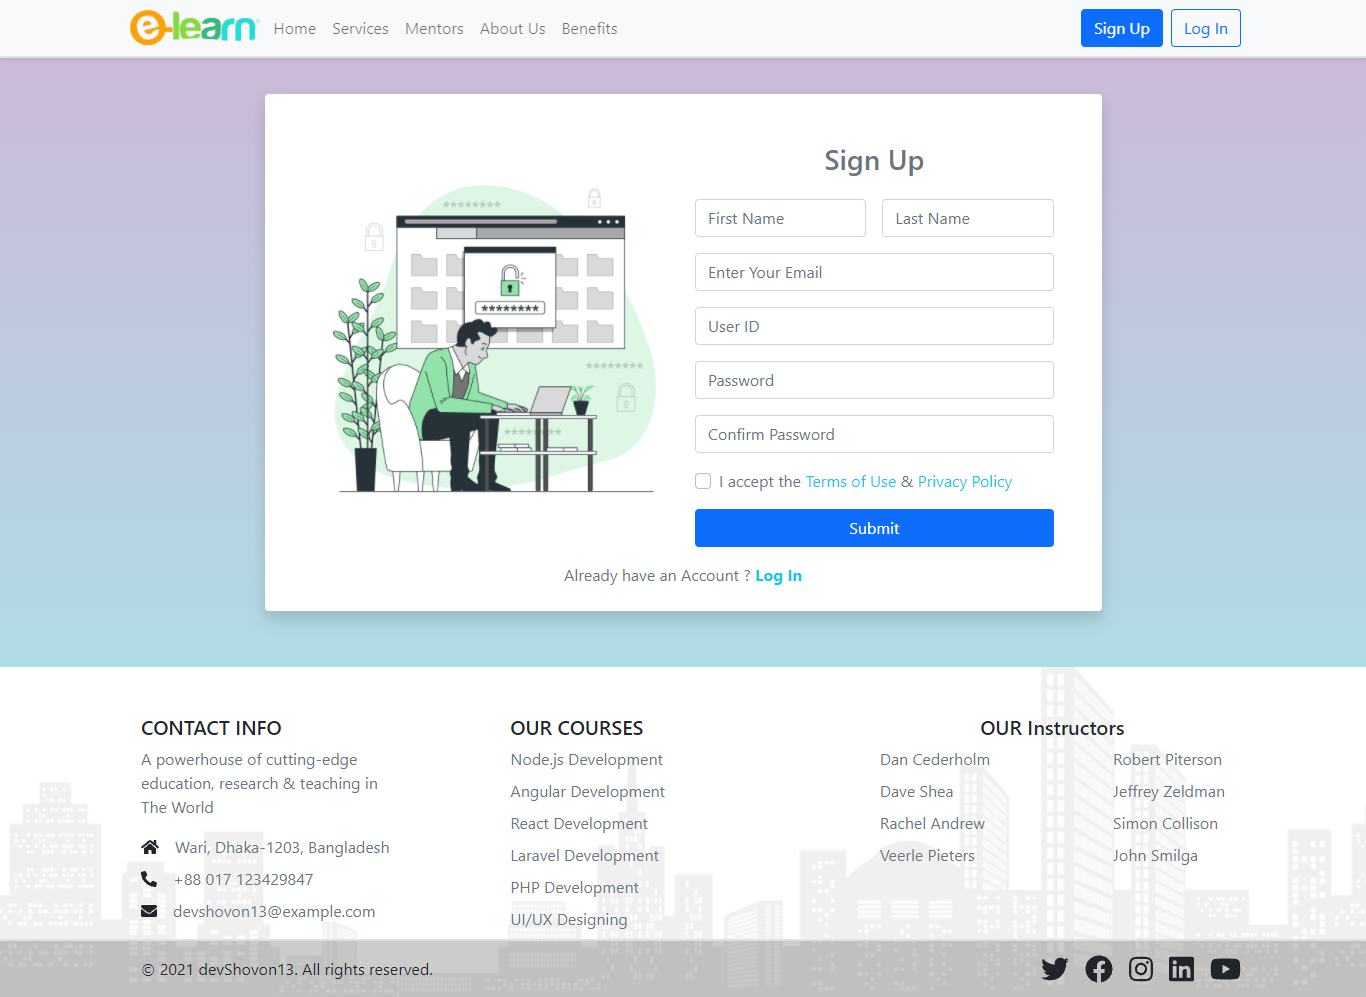 e-learn Home Services Mentors About Us Benefits Sign Up Log In
Sign Up
First Name Last Name
Enter Your Email
User ID
Password
Confirm Password
I accept the Terms of Use & Privacy Policy
Submit
********
*********
********
********
Already have an Account ? Log In
CONTACT INFO
A powerhouse of cutting-edge
education, research & teaching in
The World
Wari, Dhaka-1203, Bangladesh
+88 017 123429847
devshovon13@example.com
OUR COURSES
Node.js Development
Angular Development
React Development
Laravel Development
PHP Development
UI/UX Designing
OUR Instructors
Dan Cederholm Robert Piterson
Dave Shea Jeffrey Zeldman
Rachel Andrew Simon Collison
Veerle Pieters John Smilga
© 2021 devShovon13. All rights reserved.